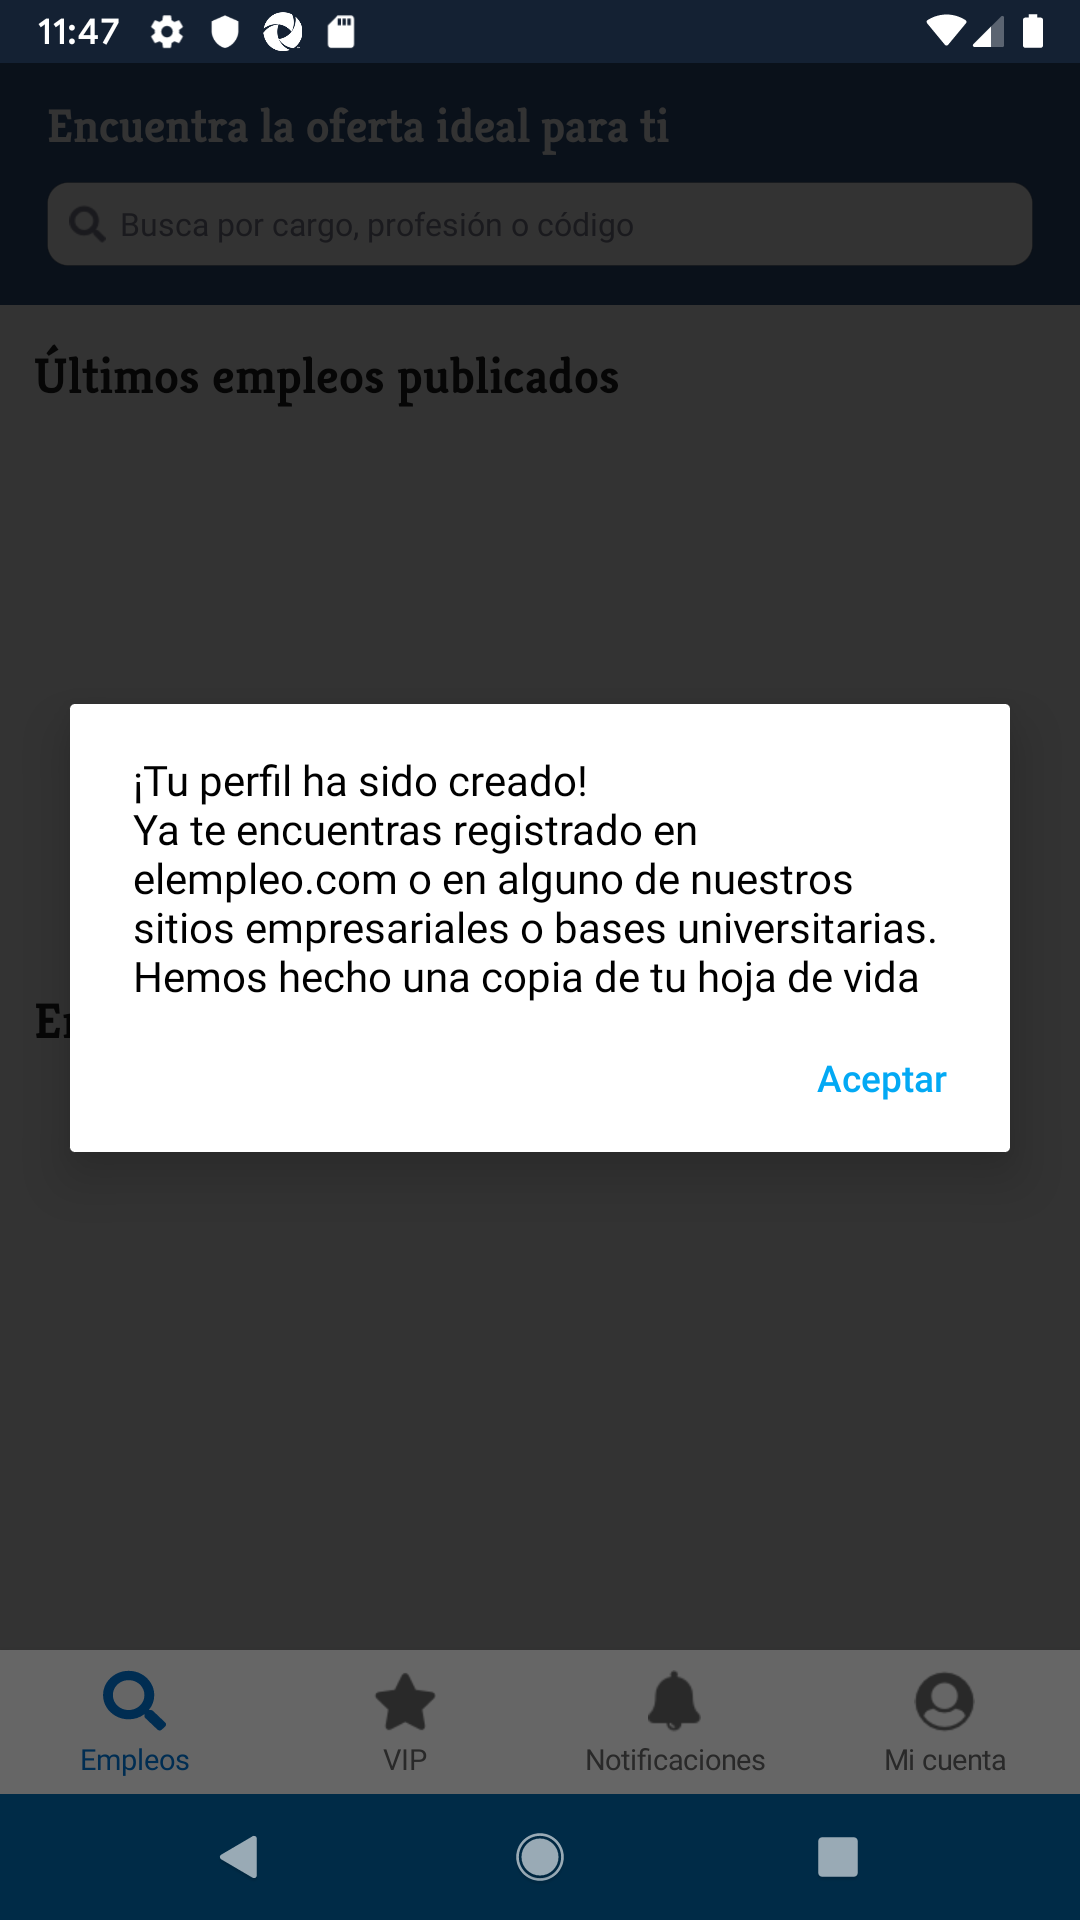 11:47
Encuentra la oferta ideal para ti
Busca por cargo, profesión o código
Últimos empleos publicados
¡Tu perfil ha sido creado!
Ya te encuentras registrado en
elempleo.com o en alguno de nuestros
sitios empresariales o bases universitarias.
Hemos hecho una copia de tu hoja de vida
Aceptar
Empleos
VIP
Notificaciones
Mi cuenta